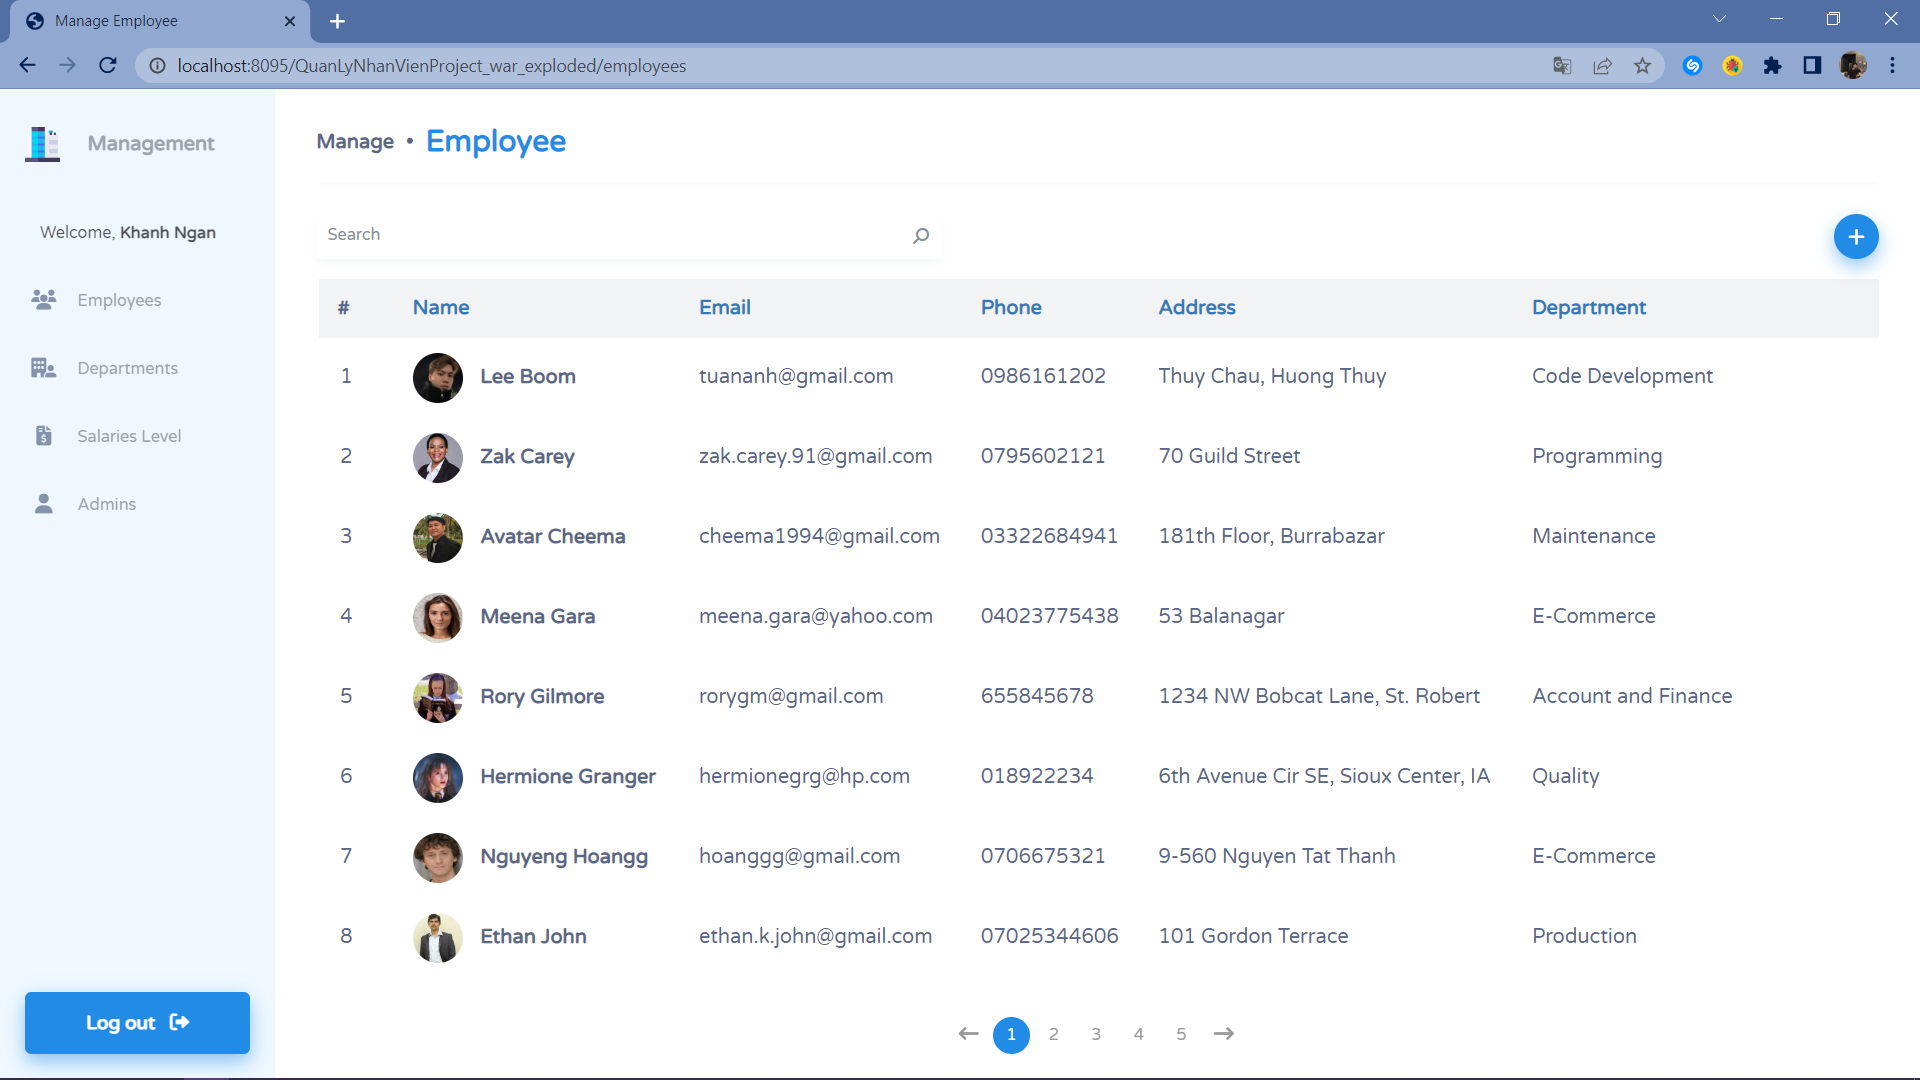 Manage Employee
localhost:8095/QuanLyNhanVienProject_war_exploded/employees
Management
Manage • Employee
Welcome, Khanh Ngan
Search
Employees
Departments
Salaries Level
Admins
# Name Email Phone Address Department
1 Lee Boom tuananh@gmail.com 0986161202 Thuy Chau, Huong Thuy Code Development
2 Zak Carey zak.carey.91@gmail.com 0795602121 70 Guild Street Programming
3 Avatar Cheema cheema1994@gmail.com 03322684941 181th Floor, Burrabazar Maintenance
4 Meena Gara meena.gara@yahoo.com 04023775438 53 Balanagar E-Commerce
5 Rory Gilmore rorygm@gmail.com 655845678 1234 NW Bobcat Lane, St. Robert Account and Finance
6 Hermione Granger hermionegrg@hp.com 018922234 6th Avenue Cir SE, Sioux Center, IA Quality
7 Nguyeng Hoangg hoanggg@gmail.com 0706675321 9-560 Nguyen Tat Thanh E-Commerce
8 Ethan John ethan.k.john@gmail.com 07025344606 101 Gordon Terrace Production
Log out
1 2 3 4 5